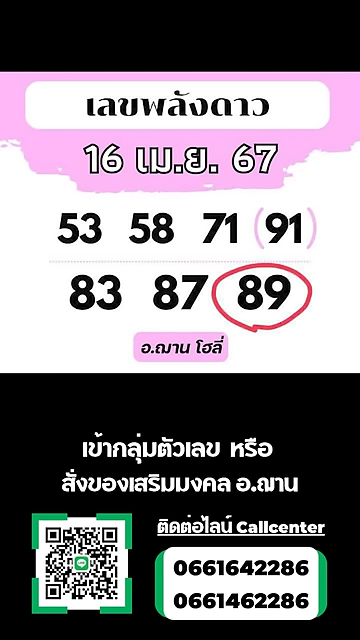 เลขพลังดาว
16 เม.ย. 67
53 58 71 (91)
83 87 89
อ.ฌาน โฮลี่
เข้ากลุ่มตัวเลข หรือ
สั่งของเสริมมงคล อ.ฌาน
ติดต่อไลน์ Callcenter
0661642286
0661462286